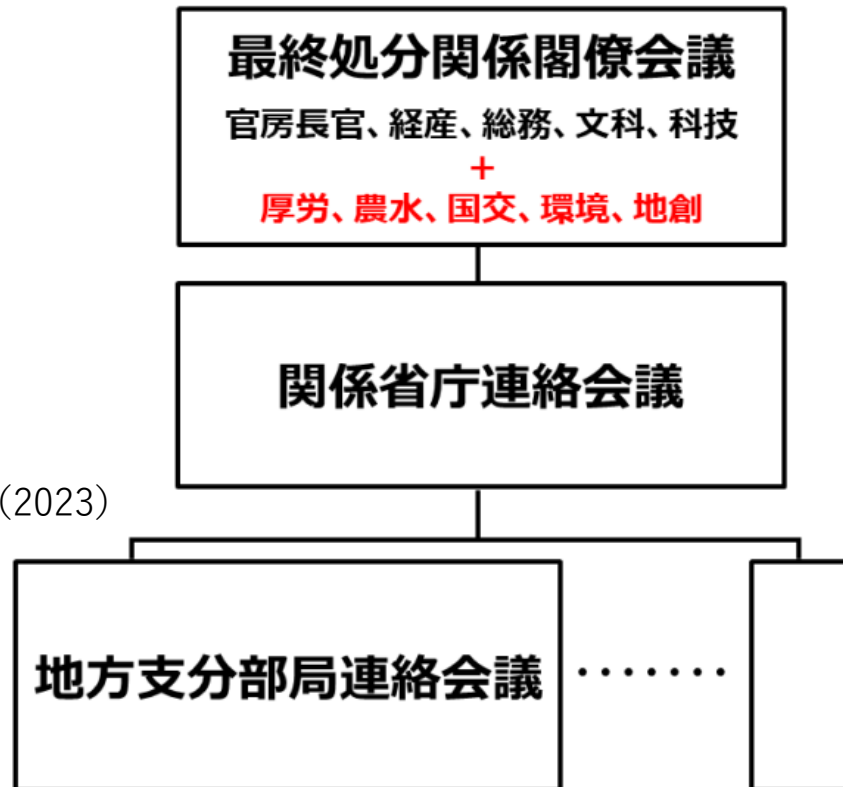 最終処分関係閣僚会議
官房長官、経産、総務、文科、科技
+
厚労、農水、国交、環境、地創
関係省庁連絡会議
(2023)
地方支分部局連絡会議 ·······